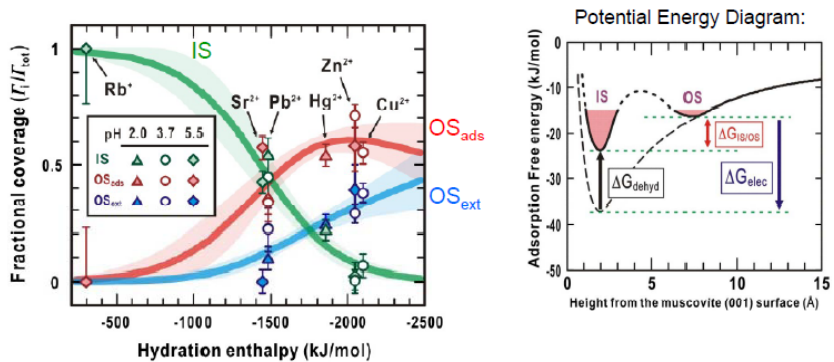 Potential Energy Diagram:
Fractional coverage (Γi/Γtot)
1
0.5
0
IS
Rb⁺
Sr²⁺
Pb²⁺
Hg²⁺
Zn²⁺
Cu²⁺
OSads
OSext
pH 2.0 3.7 5.5
IS
OSads
OSext
-500 -1000 -1500 -2000 -2500
Hydration enthalpy (kJ/mol)
Adsorption Free energy (kJ/mol)
0
-10
-20
-30
-40
-50
IS
OS
ΔGIS/OS
ΔGdehyd
ΔGelec
0 5 10 15
Height from the muscovite (001) surface (Å)